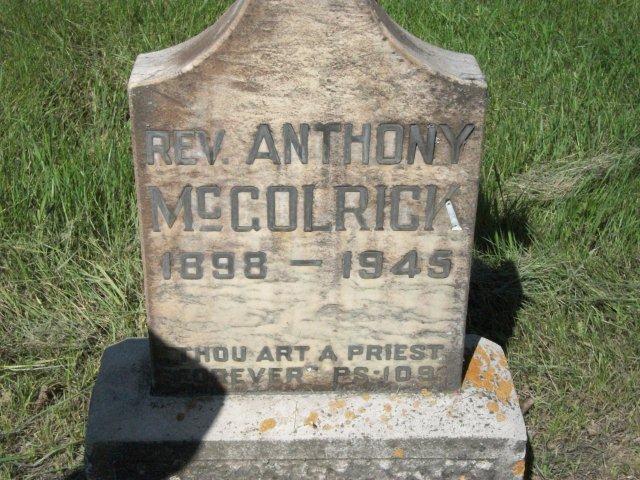 REV. ANTHONY
McCOLRICK
1898 – 1945
"THOU ART A PRIEST
FOREVER" PS·109